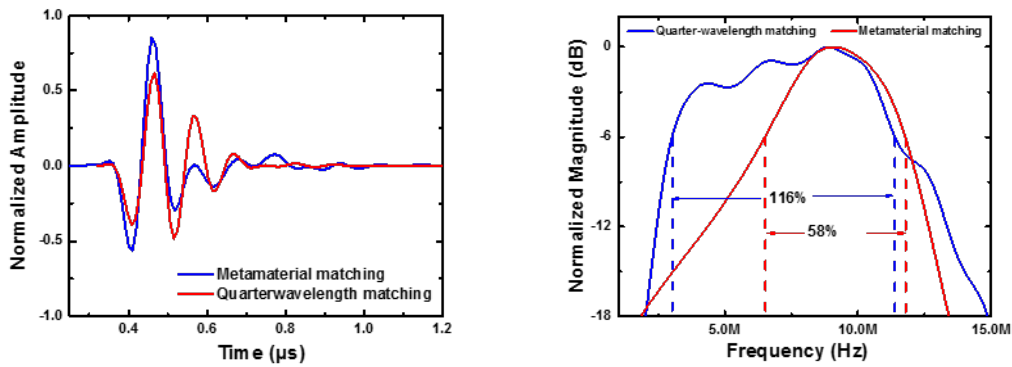 1.0
0.5
0.0
-0.5
-1.0
Normalized Amplitude
Metamaterial matching
Quarterwavelength matching
0.4
0.6
0.8
1.0
1.2
Time (μs)
Quarter-wavelength matching
Metamaterial matching
0
-6
-12
-18
Normalized Magnitude (dB)
116%
58%
5.0M
10.0M
15.0M
Frequency (Hz)